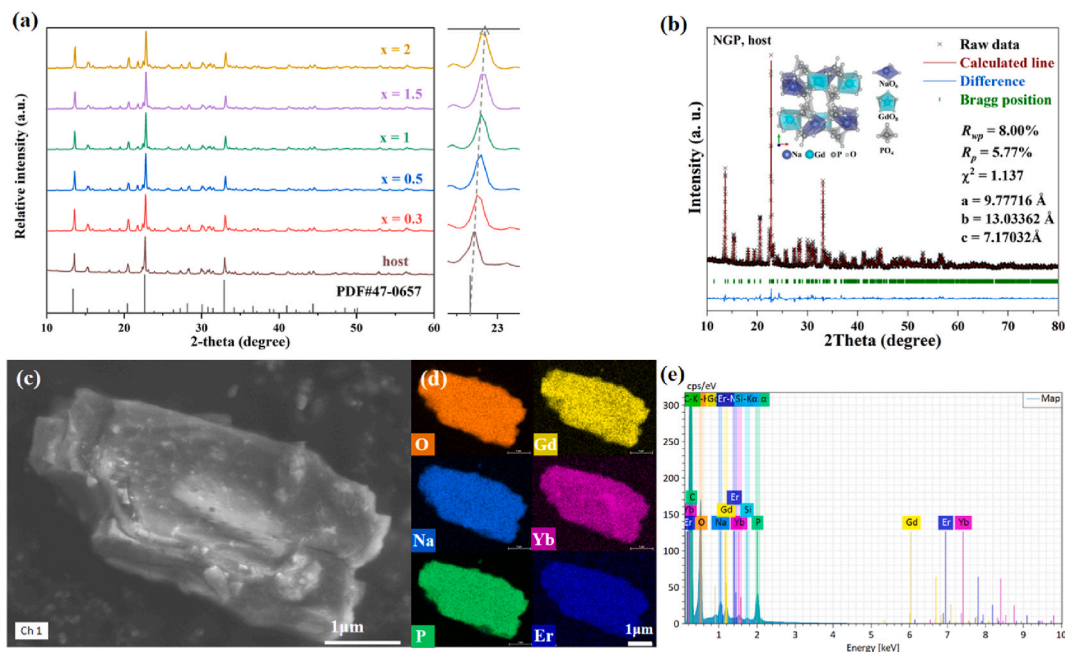 (a)
Relative intensity (a.u.)
x = 2
x = 1.5
x = 1
x = 0.5
x = 0.3
host
PDF#47-0657
10 20 30 40 50 60 23
2-theta (degree)
(b)
NGP, host
Raw data
Calculated line
Difference
Bragg position
NaO₈
GdO₈
PO₄
Na Gd P O
Rwp = 8.00%
Rp = 5.77%
χ² = 1.137
a = 9.77716 Å
b = 13.03362 Å
c = 7.17032Å
Intensity (a. u.)
10 20 30 40 50 60 70 80
2Theta (degree)
(c)
Ch 1
1μm
(d)
O Gd
Na Yb
P Er
1μm
(e)
cps/eV
Map
300
250
200
150
100
50
0
C-K Er-M Si-Kα α
Er
C
Yb Gd Si
Er O Na Yb P Gd Er Yb
1 2 3 4 5 6 7 8 9 10
Energy [keV]